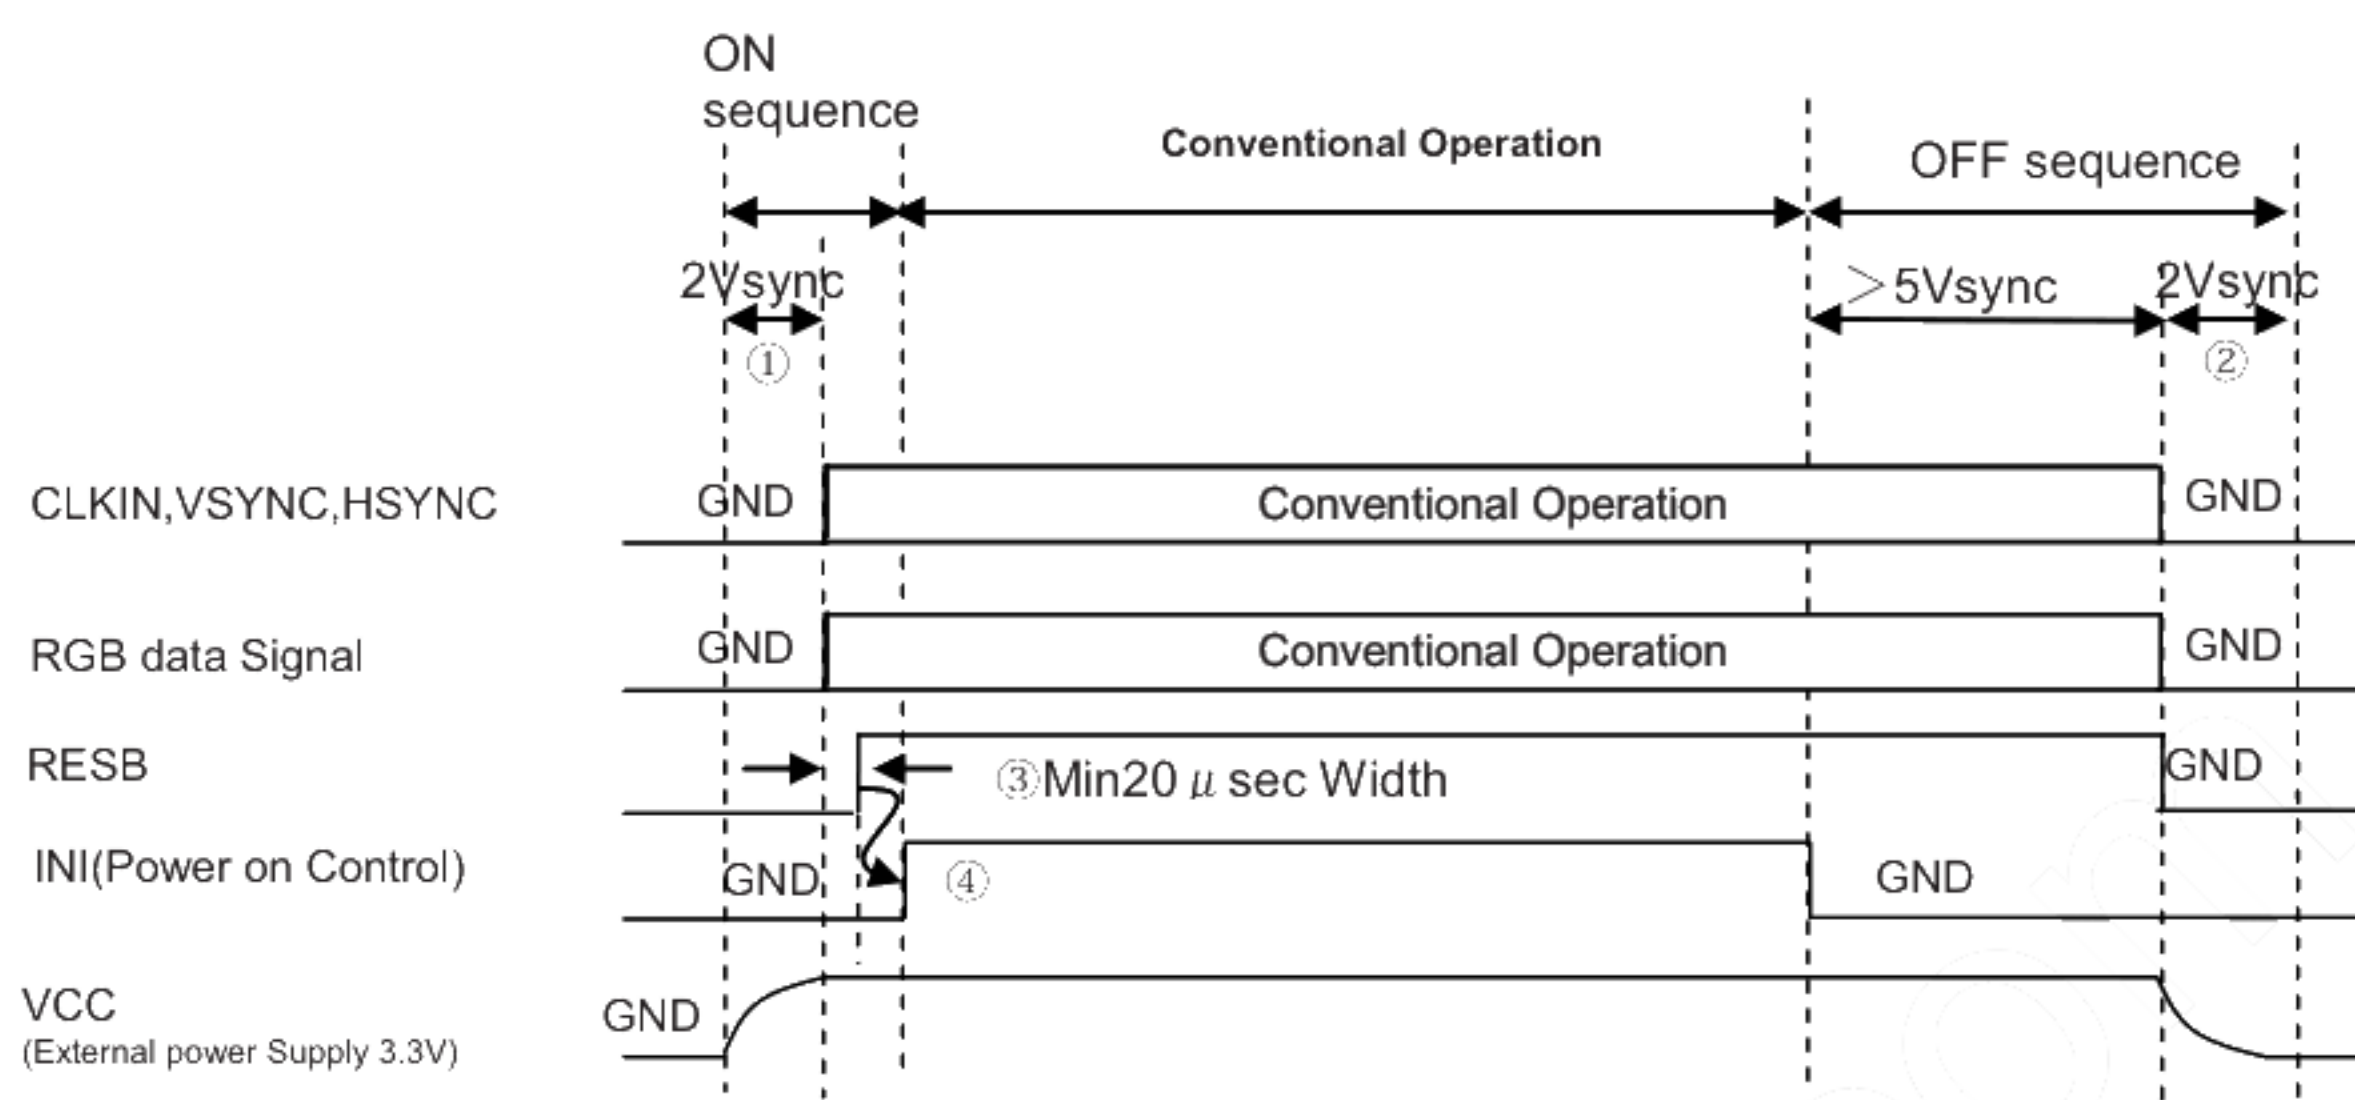 ON
sequence
Conventional Operation
OFF sequence
2Vsync
＞5Vsync
2Vsync
①
②
CLKIN,VSYNC,HSYNC
GND
Conventional Operation
GND
RGB data Signal
GND
Conventional Operation
GND
RESB
③Min20 μ sec Width
GND
INI(Power on Control)
GND
④
GND
VCC
(External power Supply 3.3V)
GND